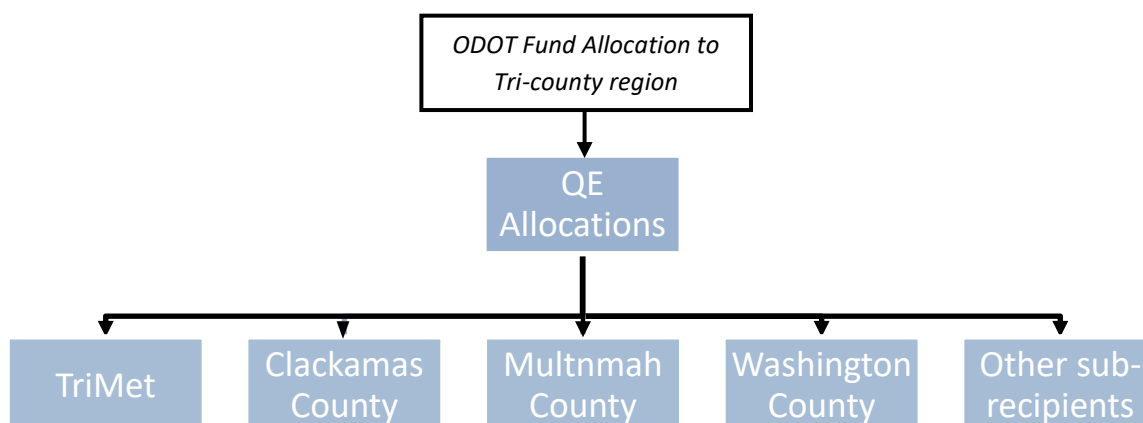 ODOT Fund Allocation to
Tri-county region
QE
Allocations
TriMet
Clackamas
County
Multnmah
County
Washington
County
Other sub-
recipients